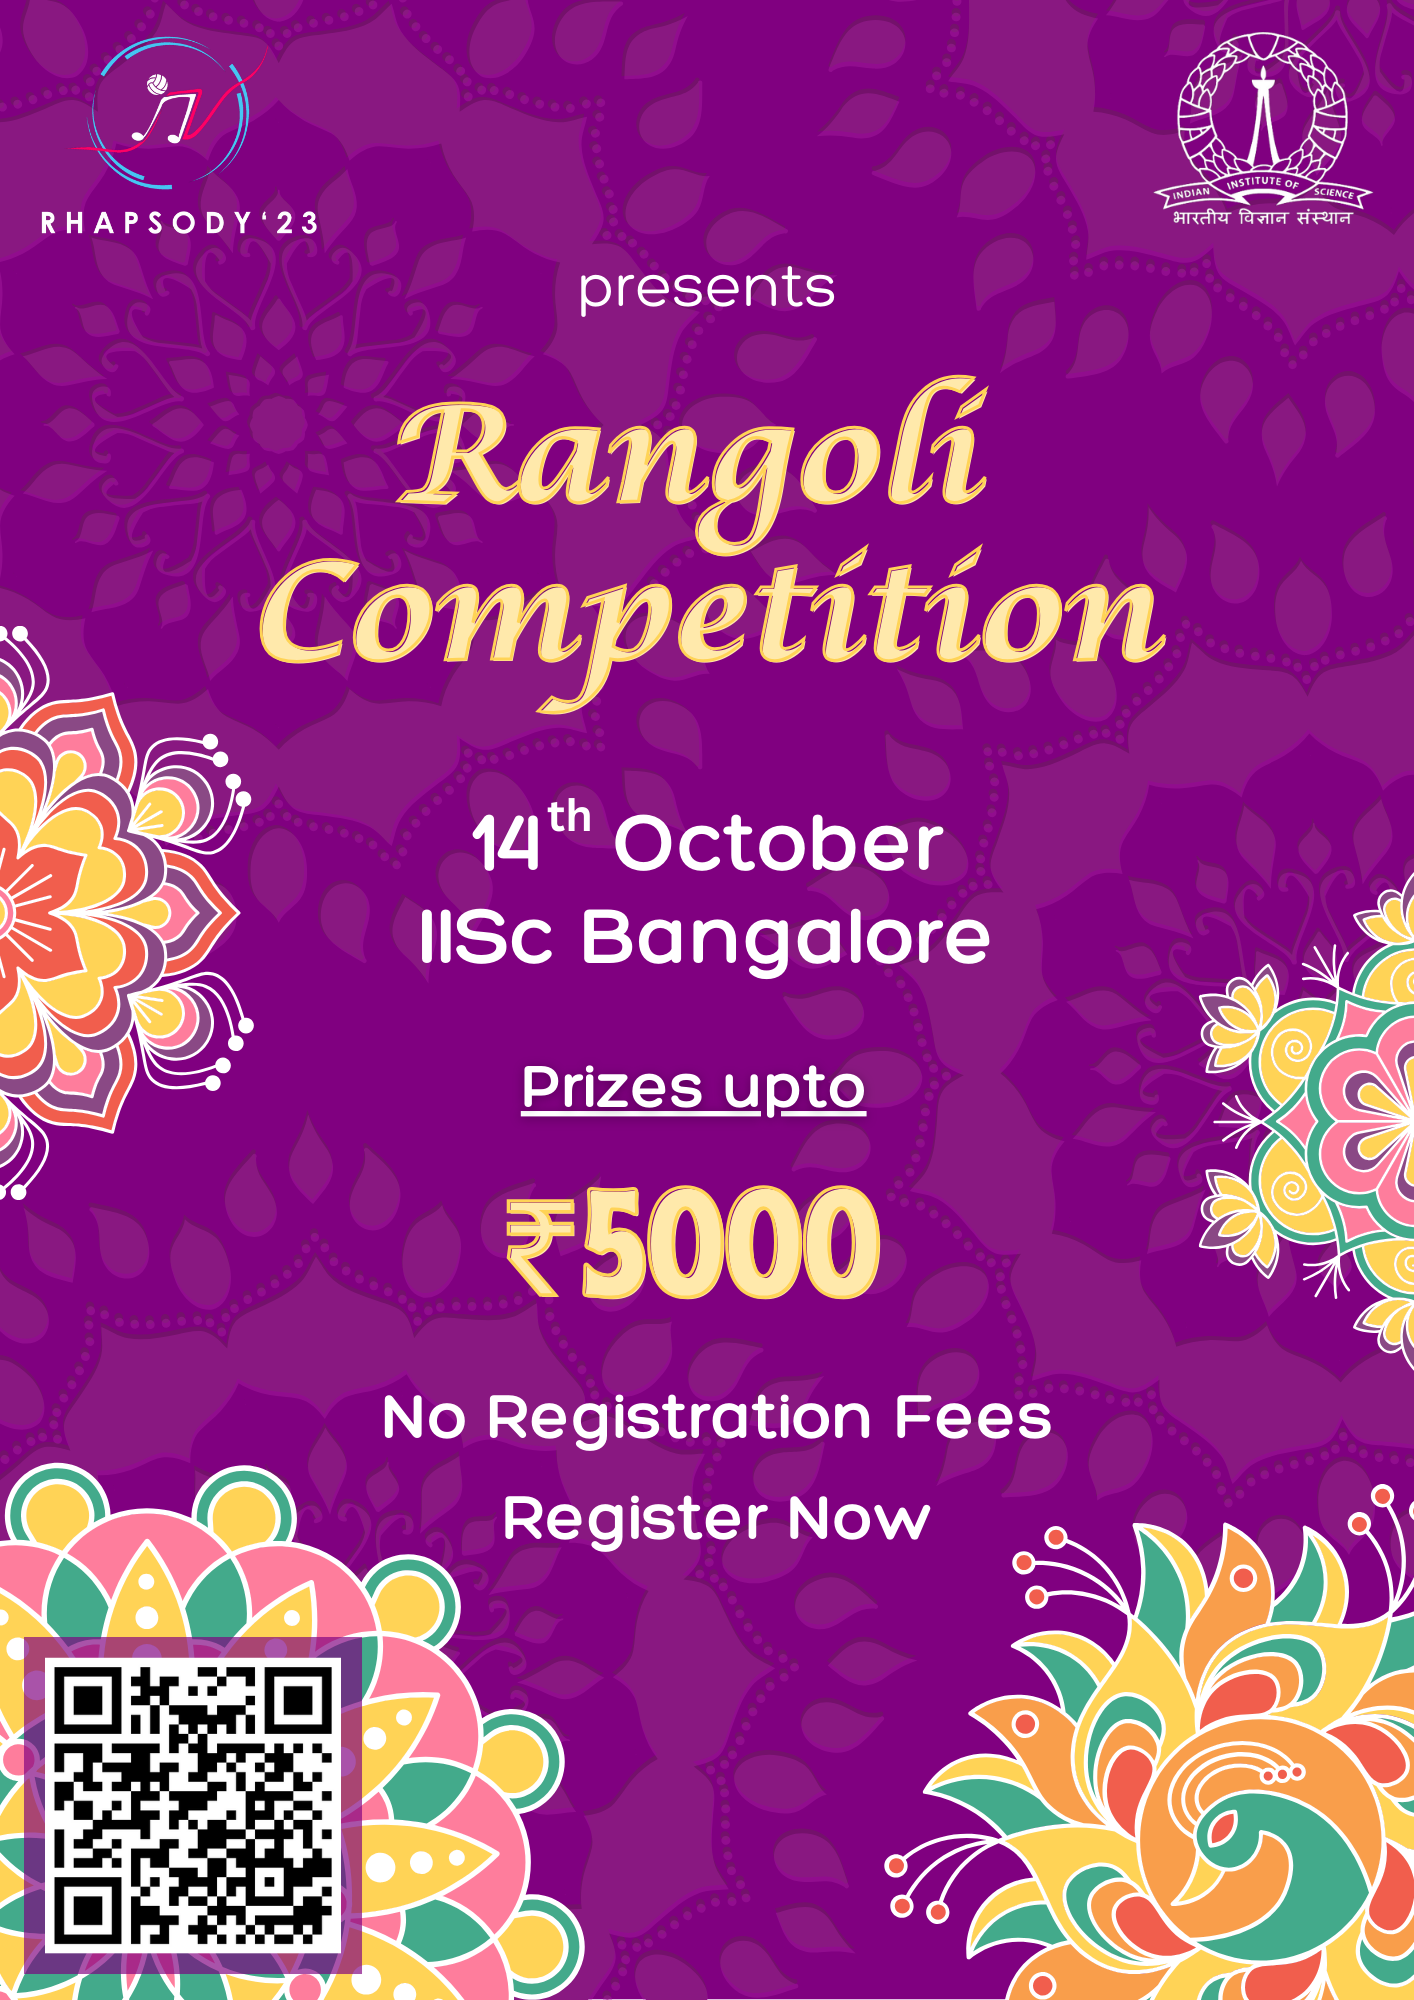 RHAPSODY‘23
INDIAN INSTITUTE OF SCIENCE
भारतीय विज्ञान संस्थान
presents
Rangoli
Competition
14th October
IISc Bangalore
Prizes upto
₹5000
No Registration Fees
Register Now